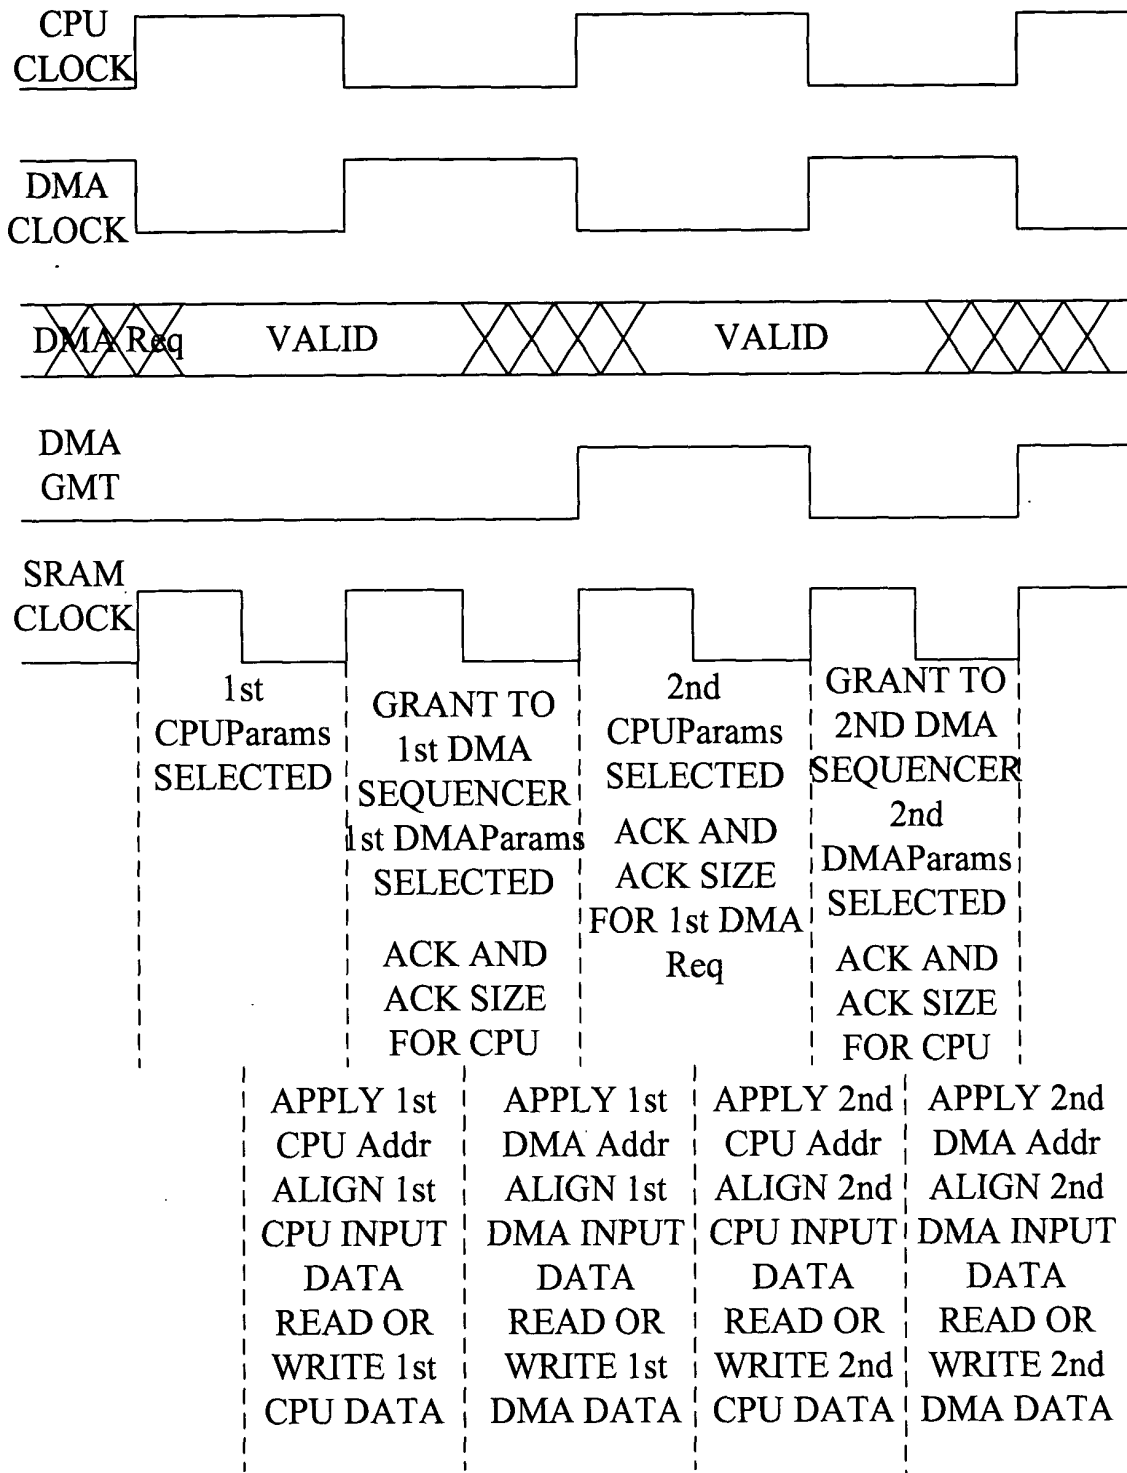 CPU
CLOCK
DMA
CLOCK
DMA Req VALID VALID
DMA
GMT
SRAM
CLOCK
1st
CPUParams
SELECTED
GRANT TO
1st DMA
SEQUENCER
1st DMAParams
SELECTED
ACK AND
ACK SIZE
FOR CPU
2nd
CPUParams
SELECTED
ACK AND
ACK SIZE
FOR 1st DMA
Req
GRANT TO
2ND DMA
SEQUENCER
2nd
DMAParams
SELECTED
ACK AND
ACK SIZE
FOR CPU
APPLY 1st
CPU Addr
ALIGN 1st
CPU INPUT
DATA
READ OR
WRITE 1st
CPU DATA
APPLY 1st
DMA Addr
ALIGN 1st
DMA INPUT
DATA
READ OR
WRITE 1st
DMA DATA
APPLY 2nd
CPU Addr
ALIGN 2nd
CPU INPUT
DATA
READ OR
WRITE 2nd
CPU DATA
APPLY 2nd
DMA Addr
ALIGN 2nd
DMA INPUT
DATA
READ OR
WRITE 2nd
DMA DATA